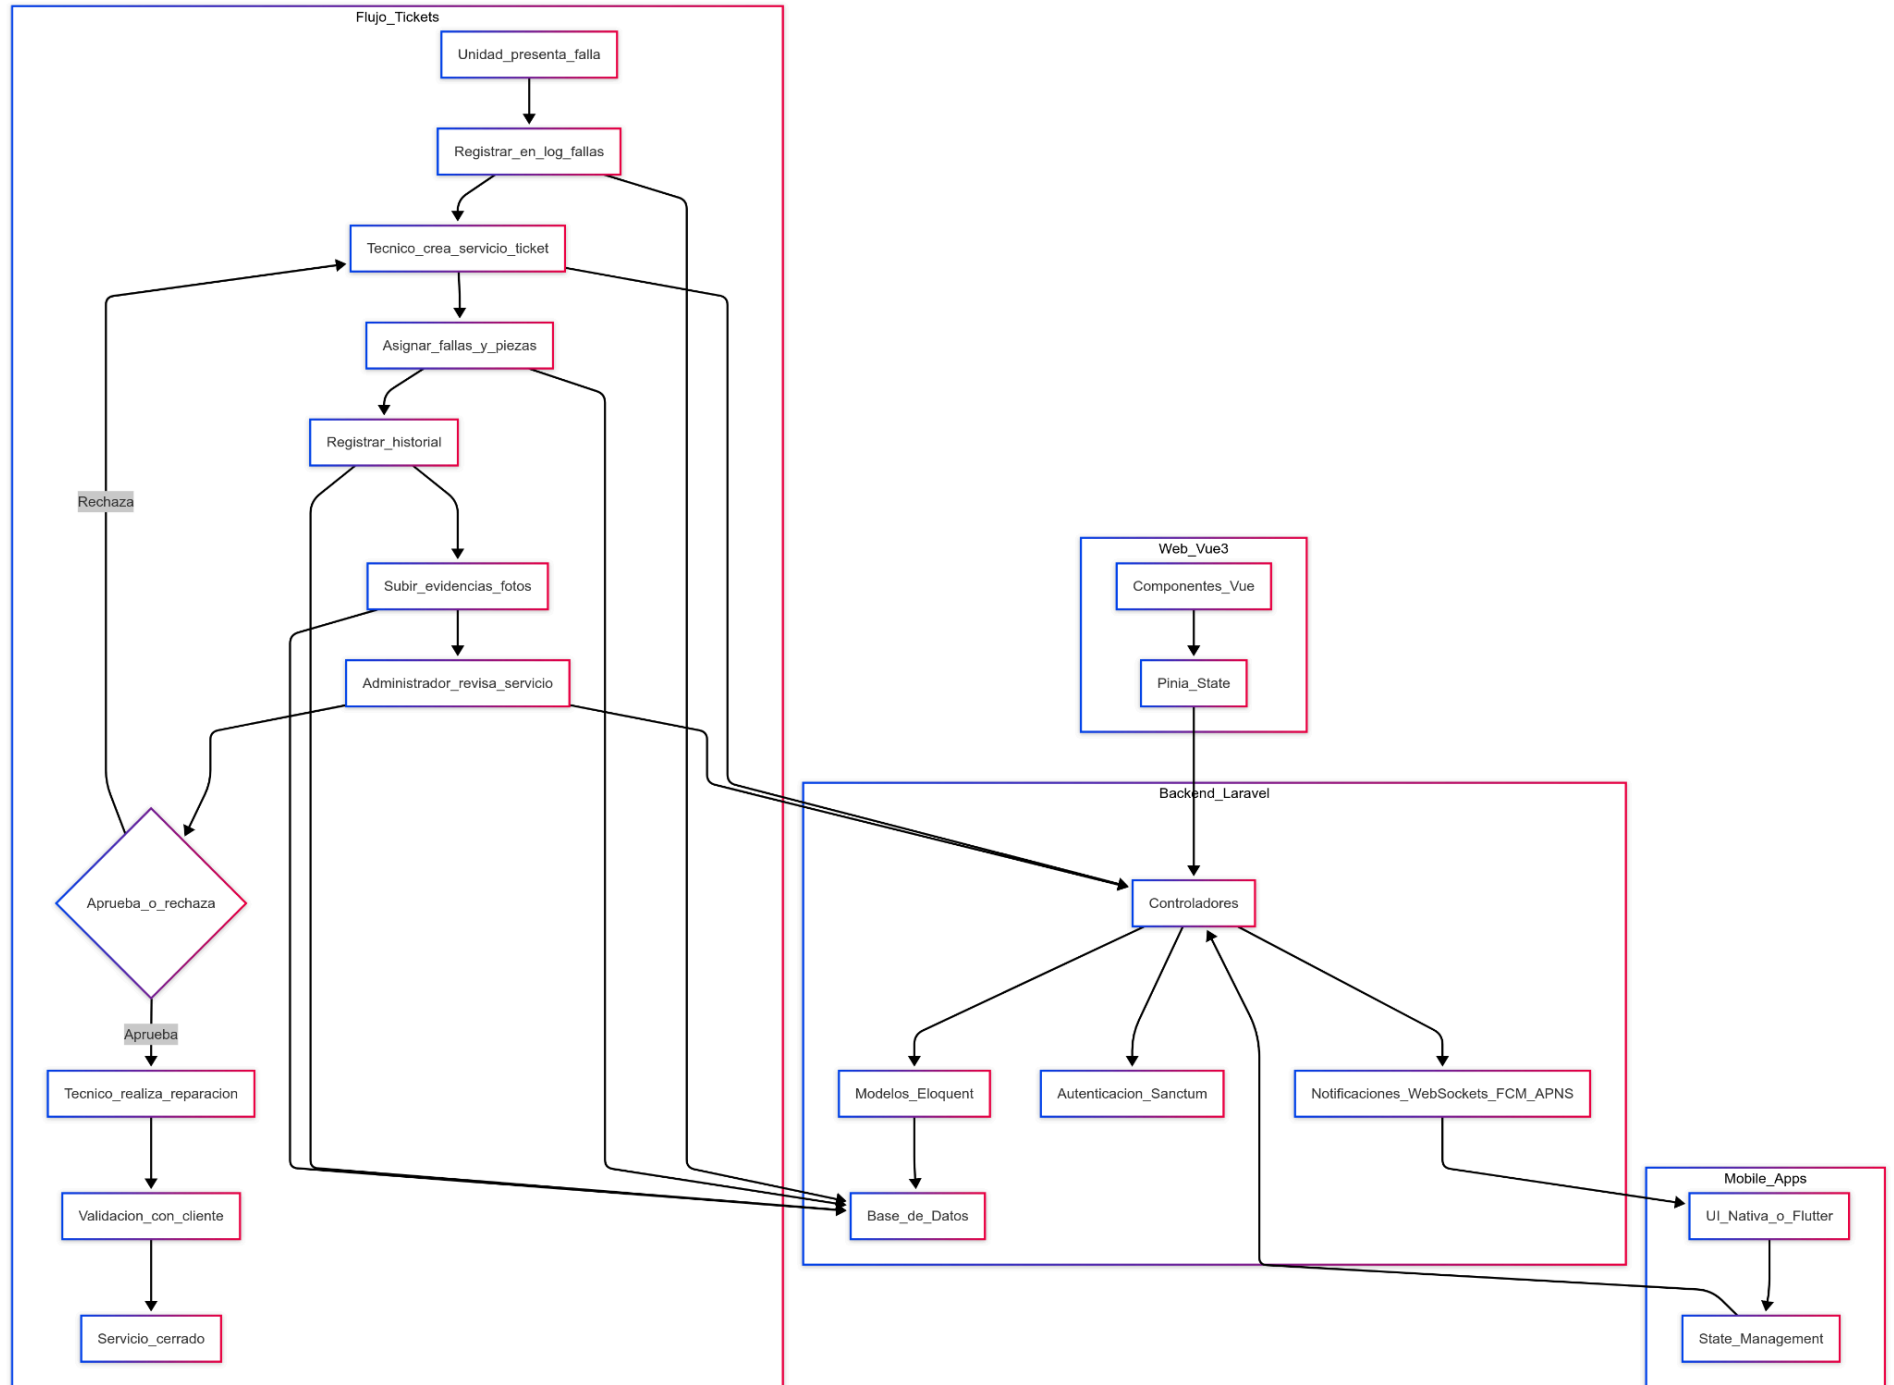 Flujo_Tickets
Unidad_presenta_falla
Registrar_en_log_fallas
Tecnico_crea_servicio_ticket
Asignar_fallas_y_piezas
Registrar_historial
Rechaza
Subir_evidencias_fotos
Administrador_revisa_servicio
Aprueba_o_rechaza
Aprueba
Tecnico_realiza_reparacion
Validacion_con_cliente
Servicio_cerrado
Web_Vue3
Componentes_Vue
Pinia_State
Backend_Laravel
Controladores
Modelos_Eloquent
Autenticacion_Sanctum
Notificaciones_WebSockets_FCM_APNS
Base_de_Datos
Mobile_Apps
UI_Nativa_o_Flutter
State_Management